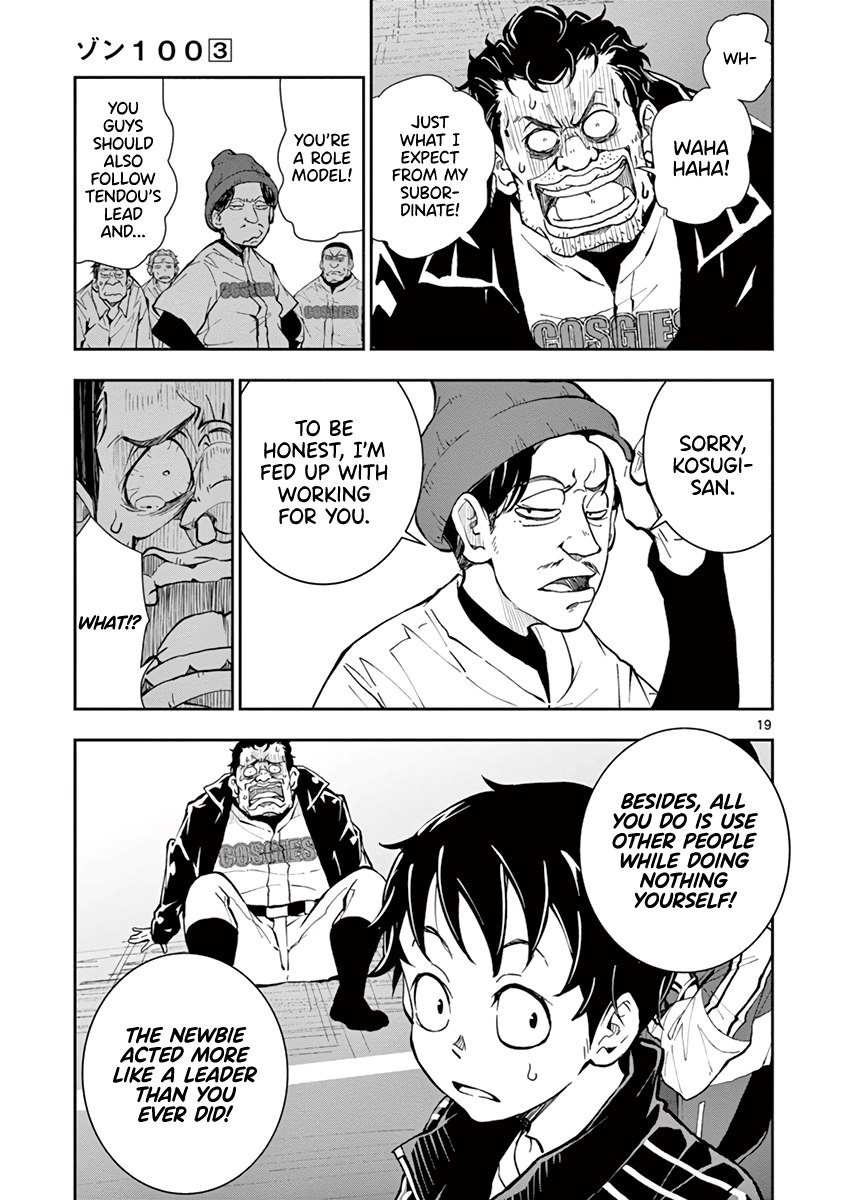 ゾン100 3
WH-
WAHA
HAHA!
JUST
WHAT I
EXPECT
FROM MY
SUBOR-
DINATE!
COSGIES
YOU'RE
A ROLE
MODEL!
YOU
GUYS
SHOULD
ALSO
FOLLOW
TENDOU'S
LEAD
AND...
COSGIES
COSGIES
SORRY,
KOSUGI-
SAN.
TO BE
HONEST, I'M
FED UP WITH
WORKING
FOR YOU.
WHAT!?
19
BESIDES, ALL
YOU DO IS USE
OTHER PEOPLE
WHILE DOING
NOTHING
YOURSELF!
COSGIES
THE NEWBIE
ACTED MORE
LIKE A LEADER
THAN YOU
EVER DID!